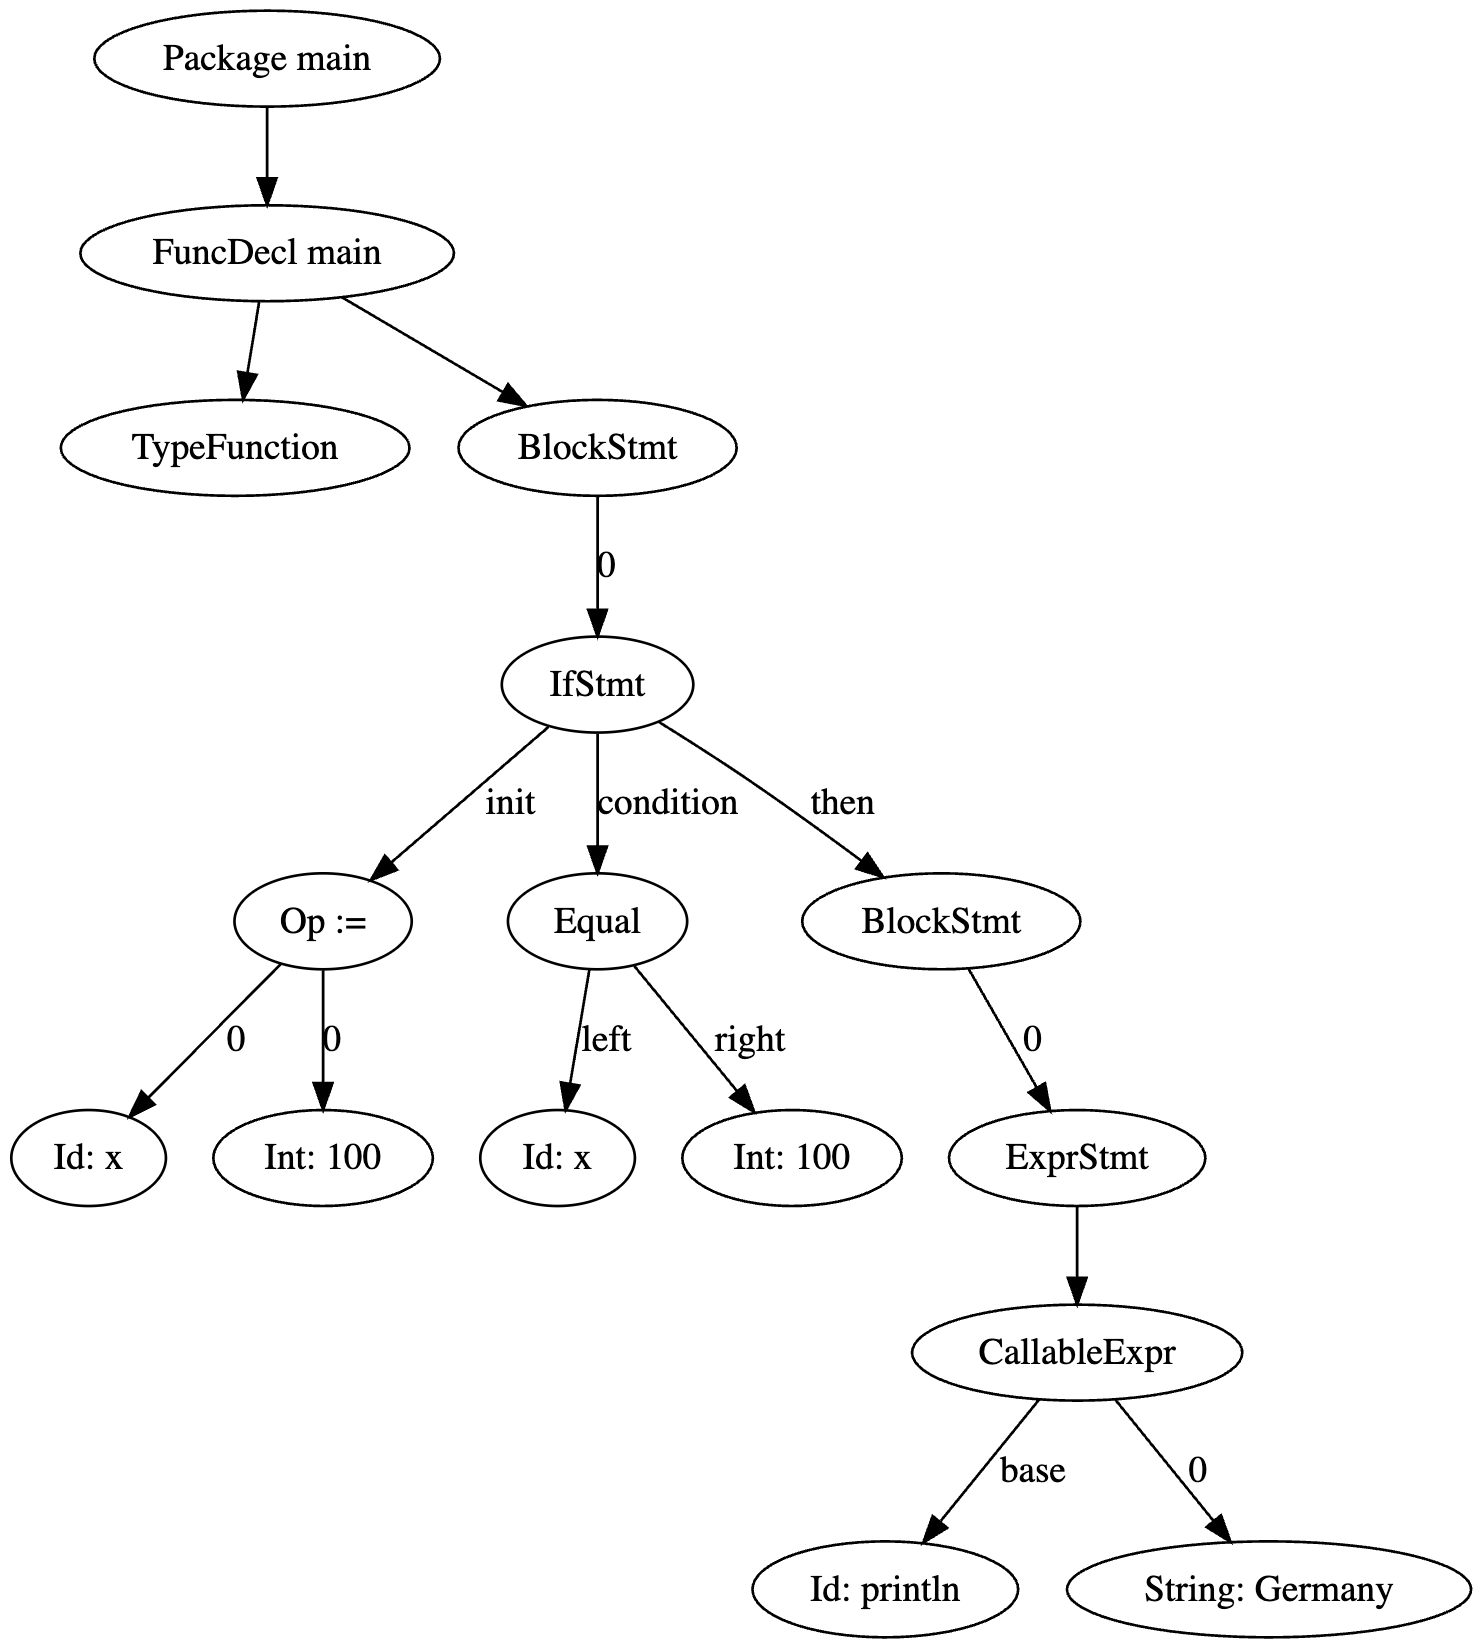 Package main
FuncDecl main
TypeFunction
BlockStmt
0
IfStmt
init
condition
then
Op :=
Equal
BlockStmt
0
0
left
right
0
Id: x
Int: 100
Id: x
Int: 100
ExprStmt
CallableExpr
base
0
Id: println
String: Germany